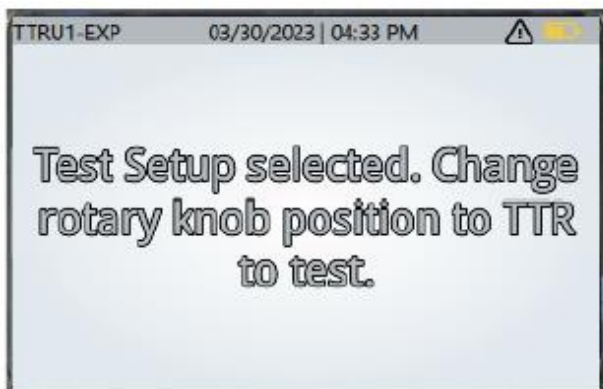 TTRU1-EXP 03/30/2023 | 04:33 PM
Test Setup selected. Change
rotary knob position to TTR
to test.